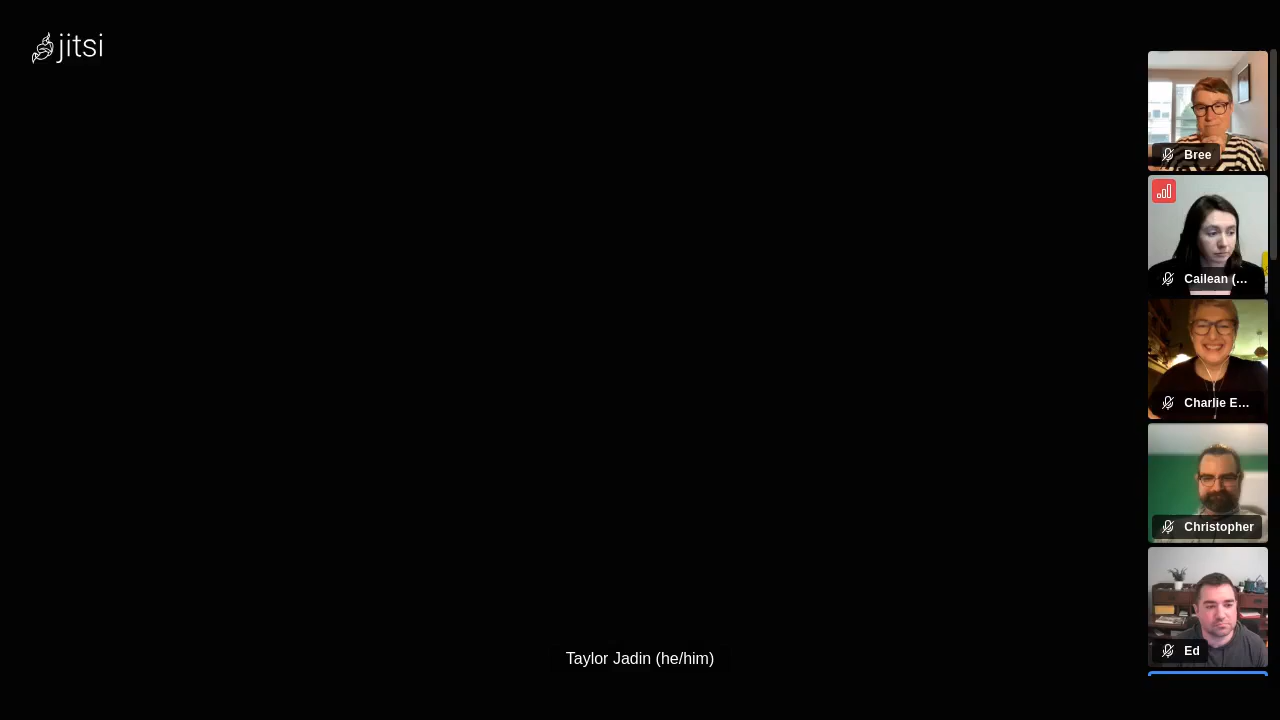 jitsi
Bree
Cailean (...
Charlie E...
Christopher
Ed
Taylor Jadin (he/him)